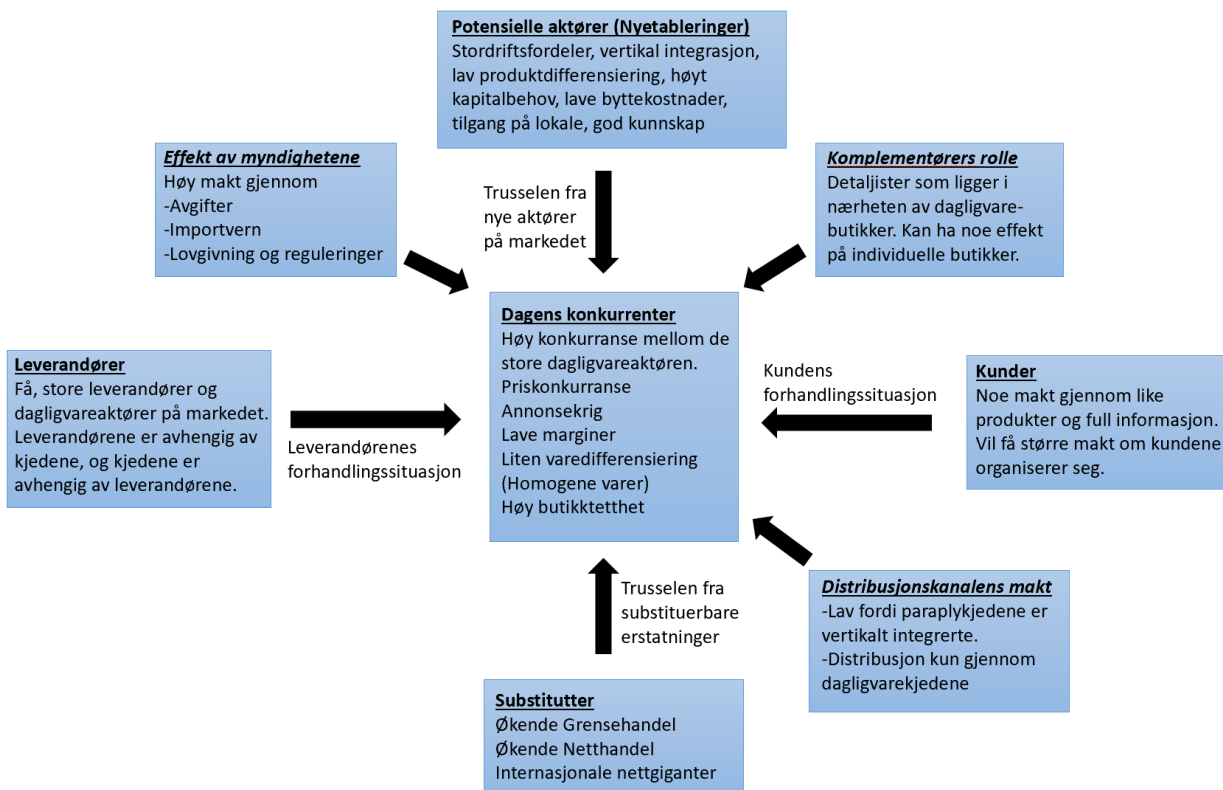 Potensielle aktører (Nyetableringer)
Stordriftsfordeler, vertikal integrasjon,
lav produktdifferensiering, høyt
kapitalbehov, lave byttekostnader,
tilgang på lokale, god kunnskap
Effekt av myndighetene
Høy makt gjennom
-Avgifter
-Importvern
-Lovgivning og reguleringer
Trusselen fra
nye aktører
på markedet
Komplementørers rolle
Detaljister som ligger i
nærheten av dagligvare-
butikker. Kan ha noe effekt
på individuelle butikker.
Leverandører
Få, store leverandører og
dagligvareaktører på markedet.
Leverandørene er avhengig av
kjedene, og kjedene er
avhengig av leverandørene.
Leverandørenes
forhandlingssituasjon
Dagens konkurrenter
Høy konkurranse mellom de
store dagligvareaktøren.
Priskonkurranse
Annonsekrig
Lave marginer
Liten varedifferensiering
(Homogene varer)
Høy butikktetthet
Kundens
forhandlingssituasjon
Kunder
Noe makt gjennom like
produkter og full informasjon.
Vil få større makt om kundene
organiserer seg.
Trusselen fra
substituerbare
erstatninger
Distribusjonskanalens makt
-Lav fordi paraplykjedene er
vertikalt integrerte.
-Distribusjon kun gjennom
dagligvarekjedene
Substitutter
Økende Grensehandel
Økende Netthandel
Internasjonale nettgiganter